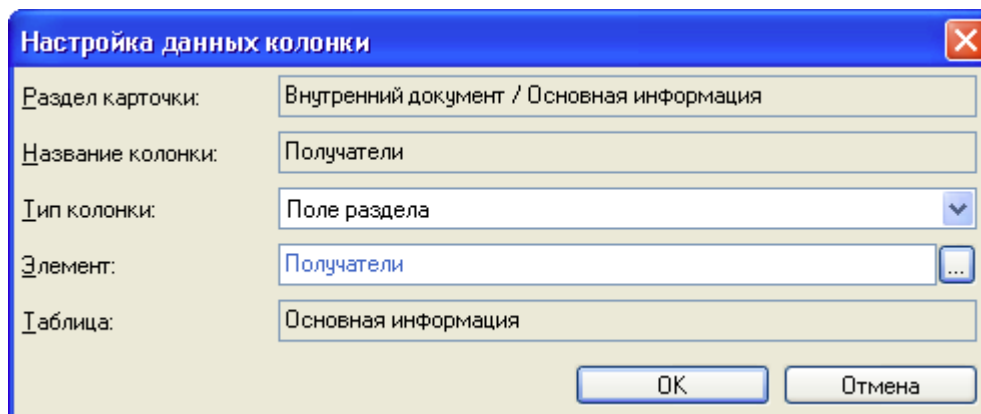 Настройка данных колонки
Раздел карточки: Внутренний документ / Основная информация
Название колонки: Получатели
Тип колонки: Поле раздела
Элемент: Получатели ...
Таблица: Основная информация
OK Отмена